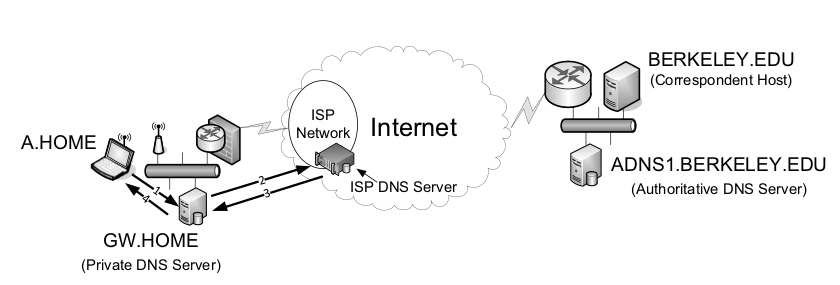 BERKELEY.EDU
(Correspondent Host)
ISP
Network
Internet
A.HOME
ISP DNS Server
ADNS1.BERKELEY.EDU
(Authoritative DNS Server)
1
2
3
4
GW.HOME
(Private DNS Server)